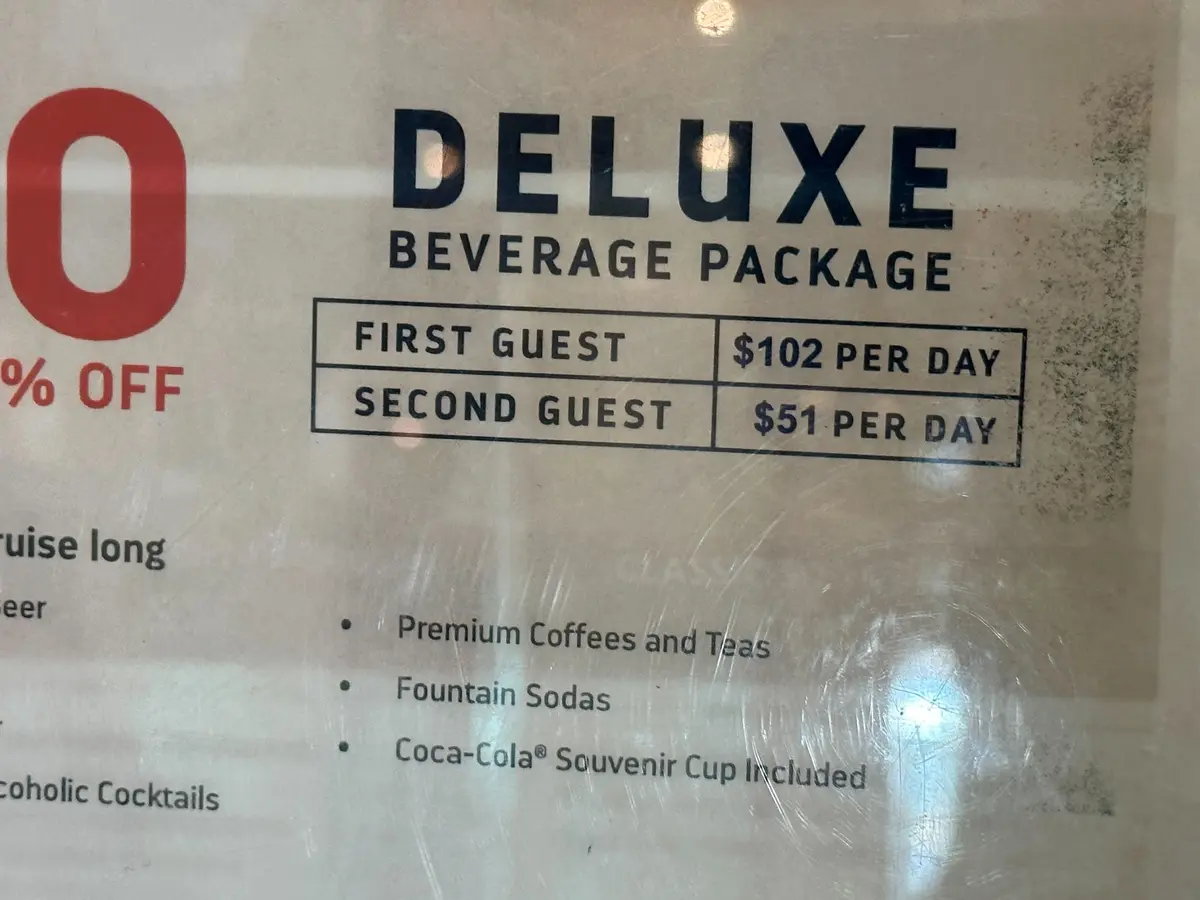 0
DELUXE
BEVERAGE PACKAGE
FIRST GUEST $102 PER DAY
SECOND GUEST $51 PER DAY
% OFF
ruise long
eer
coholic Cocktails
• Premium Coffees and Teas
• Fountain Sodas
• Coca-Cola® Souvenir Cup Included